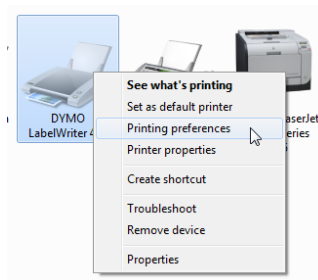 See what's printing
Set as default printer
Printing preferences
Printer properties
Create shortcut
Troubleshoot
Remove device
Properties
DYMO
LabelWriter 4
aserJet
eries